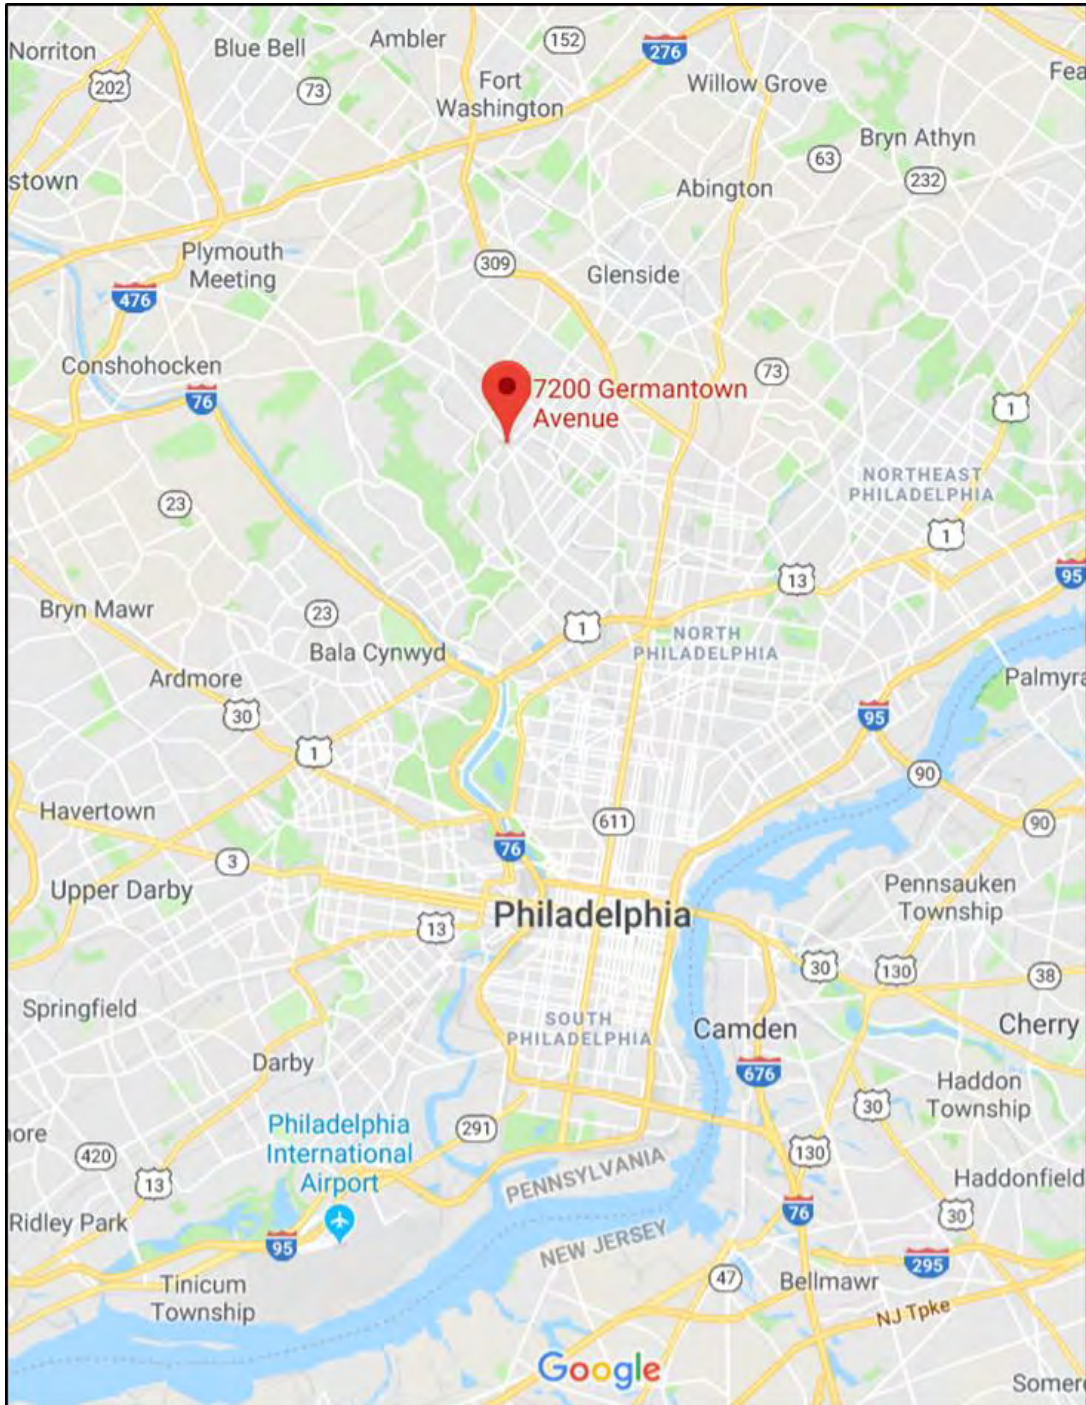 Norriton
Blue Bell
Ambler
152
276
202
73
Fort
Washington
Willow Grove
Fea
Bryn Athyn
63
232
stown
Abington
Plymouth
Meeting
309
Glenside
476
Conshohocken
76
7200 Germantown
Avenue
73
1
NORTHEAST
PHILADELPHIA
23
1
13
95
Bryn Mawr
23
1
NORTH
PHILADELPHIA
Bala Cynwyd
Ardmore
Palmyra
30
95
1
90
Havertown
611
90
76
3
Upper Darby
Pennsauken
Township
Philadelphia
13
30
130
38
Springfield
SOUTH
PHILADELPHIA
Camden
Cherry
Darby
676
Haddon
Township
30
Philadelphia
International
Airport
291
ore
420
130
13
PENNSYLVANIA
Haddonfield
Ridley Park
76
30
95
NEW JERSEY
295
Tinicum
Township
47
Bellmawr
NJ Tpke
Google
Somer